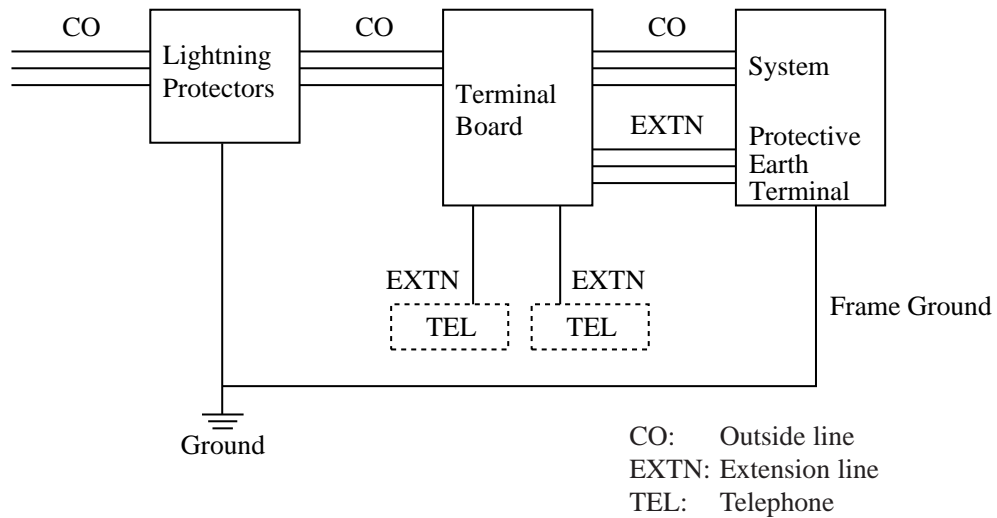 CO
CO
CO
Lightning
Protectors
Terminal
Board
System
EXTN
Protective
Earth
Terminal
EXTN
EXTN
TEL
TEL
Frame Ground
Ground
CO: Outside line
EXTN: Extension line
TEL: Telephone